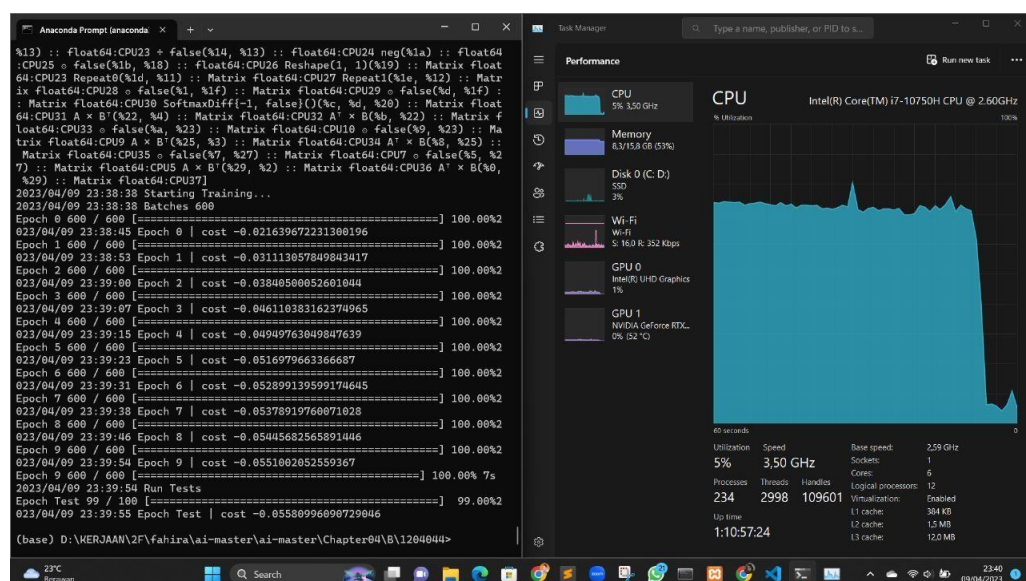 Anaconda Prompt (anaconda)
%13) :: float64:CPU23 ÷ false(%14, %13) :: float64:CPU24 neg(%1a) :: float64
:CPU25 ⊙ false(%1b, %18) :: float64:CPU26 Reshape(1, 1)(%19) :: Matrix float
64:CPU23 Repeat0(%1d, %11) :: Matrix float64:CPU27 Repeat1(%1e, %12) :: Matr
ix float64:CPU28 ⊙ false(%1, %1f) :: Matrix float64:CPU29 ⊙ false(%d, %1f) :
: Matrix float64:CPU30 SoftmaxDiff{-1, false}()(%c, %d, %20) :: Matrix float
64:CPU31 A × Bᵀ(%22, %4) :: Matrix float64:CPU32 Aᵀ × B(%b, %22) :: Matrix f
loat64:CPU33 ⊙ false(%a, %23) :: Matrix float64:CPU10 ⊙ false(%9, %23) :: Ma
trix float64:CPU9 A × Bᵀ(%25, %3) :: Matrix float64:CPU34 Aᵀ × B(%8, %25) ::
Matrix float64:CPU35 ⊙ false(%7, %27) :: Matrix float64:CPU7 ⊙ false(%5, %2
7) :: Matrix float64:CPU5 A × Bᵀ(%29, %2) :: Matrix float64:CPU36 Aᵀ × B(%0,
%29) :: Matrix float64:CPU37]
2023/04/09 23:38:38 Starting Training...
2023/04/09 23:38:38 Batches 600
Epoch 0 600 / 600 [======================================] 100.00%2
023/04/09 23:38:45 Epoch 0 | cost -0.021639672231300196
Epoch 1 600 / 600 [======================================] 100.00%2
023/04/09 23:38:53 Epoch 1 | cost -0.031113057849843417
Epoch 2 600 / 600 [======================================] 100.00%2
023/04/09 23:39:00 Epoch 2 | cost -0.03840500052601044
Epoch 3 600 / 600 [======================================] 100.00%2
023/04/09 23:39:07 Epoch 3 | cost -0.046110383162374965
Epoch 4 600 / 600 [======================================] 100.00%2
023/04/09 23:39:15 Epoch 4 | cost -0.04949763049847639
Epoch 5 600 / 600 [======================================] 100.00%2
023/04/09 23:39:23 Epoch 5 | cost -0.0516979663366687
Epoch 6 600 / 600 [======================================] 100.00%2
023/04/09 23:39:31 Epoch 6 | cost -0.052899139599174645
Epoch 7 600 / 600 [======================================] 100.00%2
023/04/09 23:39:38 Epoch 7 | cost -0.05378919760071028
Epoch 8 600 / 600 [======================================] 100.00%2
023/04/09 23:39:46 Epoch 8 | cost -0.05445682565891446
Epoch 9 600 / 600 [======================================] 100.00%2
023/04/09 23:39:54 Epoch 9 | cost -0.0551002052559367
Epoch 9 600 / 600 [====================================] 100.00% 7s
2023/04/09 23:39:54 Run Tests
Epoch Test 99 / 100 [====================================] 99.00%2
023/04/09 23:39:55 Epoch Test | cost -0.05580996090729046
(base) D:\KERJAAN\2F\fahira\ai-master\ai-master\Chapter04\B\1204044>
Task Manager
Type a name, publisher, or PID to s...
Performance
Run new task
CPU
5% 3,50 GHz
Memory
8,3/15,8 GB (53%)
Disk 0 (C: D:)
SSD
3%
Wi-Fi
Wi-Fi
S: 16,0 R: 352 Kbps
GPU 0
Intel(R) UHD Graphics
1%
GPU 1
NVIDIA GeForce RTX...
0% (52 °C)
CPU
Intel(R) Core(TM) i7-10750H CPU @ 2.60GHz
% Utilization
100%
60 seconds
0
Utilization
5%
Speed
3,50 GHz
Processes
234
Threads
2998
Handles
109601
Up time
1:10:57:24
Base speed: 2,59 GHz
Sockets: 1
Cores: 6
Logical processors: 12
Virtualization: Enabled
L1 cache: 384 KB
L2 cache: 1,5 MB
L3 cache: 12,0 MB
23°C
Berawan
Search
23:40
09/04/2023